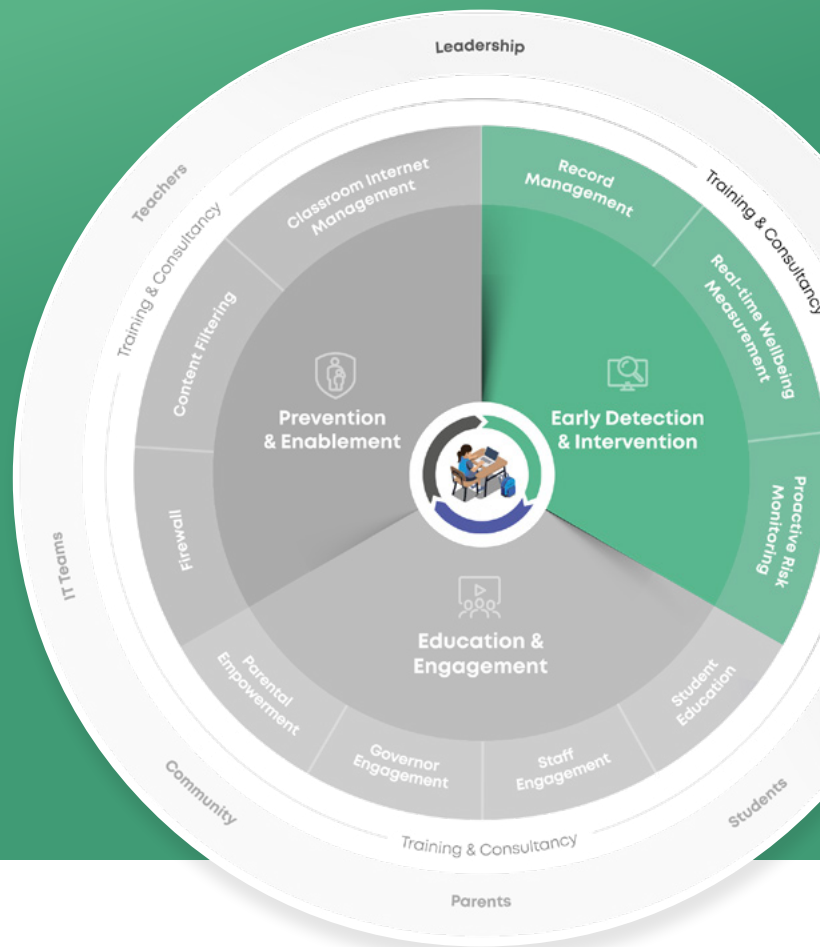 Leadership
Teachers
Training & Consultancy
Training & Consultancy
Classroom Internet
Management
Record
Management
Content Filtering
Real-time Wellbeing
Measurement
Prevention
& Enablement
Early Detection
& Intervention
Firewall
Proactive Risk
Monitoring
IT Teams
Education &
Engagement
Parental
Empowerment
Governor
Engagement
Staff
Engagement
Student
Education
Community
Students
Training & Consultancy
Parents